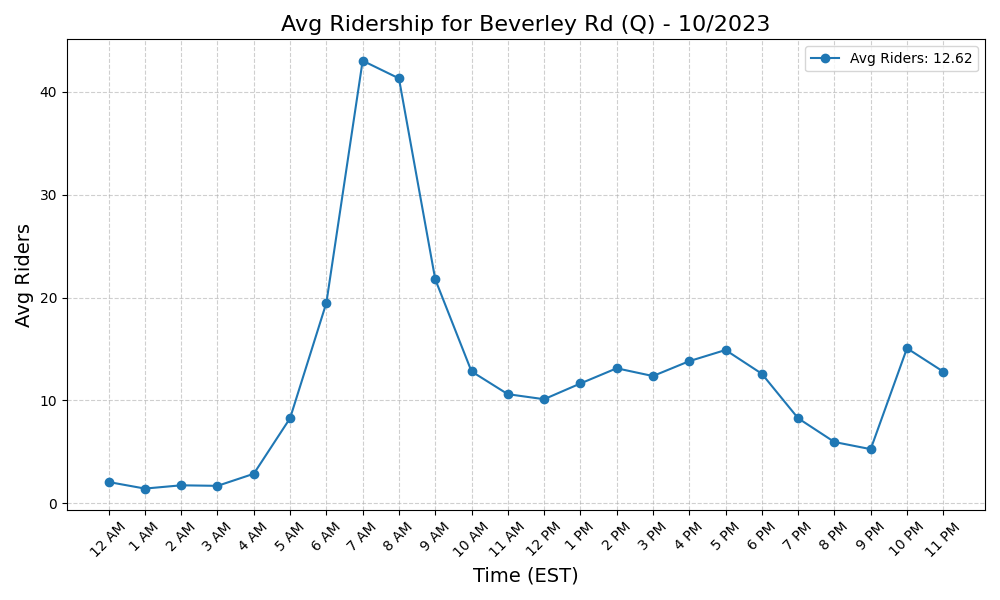 Avg Ridership for Beverley Rd (Q) - 10/2023
Avg Riders: 12.62
Avg Riders
40
30
20
10
0
12 AM
1 AM
2 AM
3 AM
4 AM
5 AM
6 AM
7 AM
8 AM
9 AM
10 AM
11 AM
12 PM
1 PM
2 PM
3 PM
4 PM
5 PM
6 PM
7 PM
8 PM
9 PM
10 PM
11 PM
Time (EST)